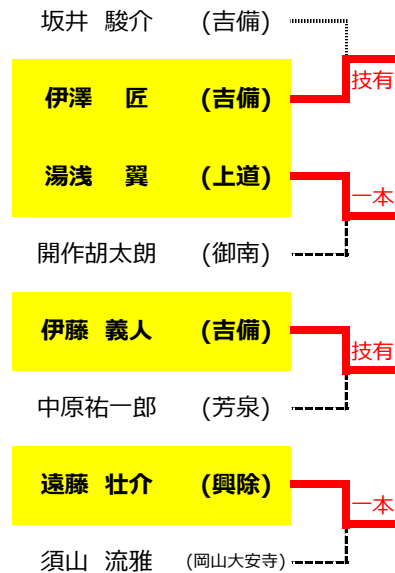 坂井 駿介 (吉備)
技有
伊澤 匠 (吉備)
湯浅 翼 (上道)
一本
開作胡太朗 (御南)
伊藤 義人 (吉備)
技有
中原祐一郎 (芳泉)
遠藤 壮介 (興除)
一本
須山 流雅 (岡山大安寺)